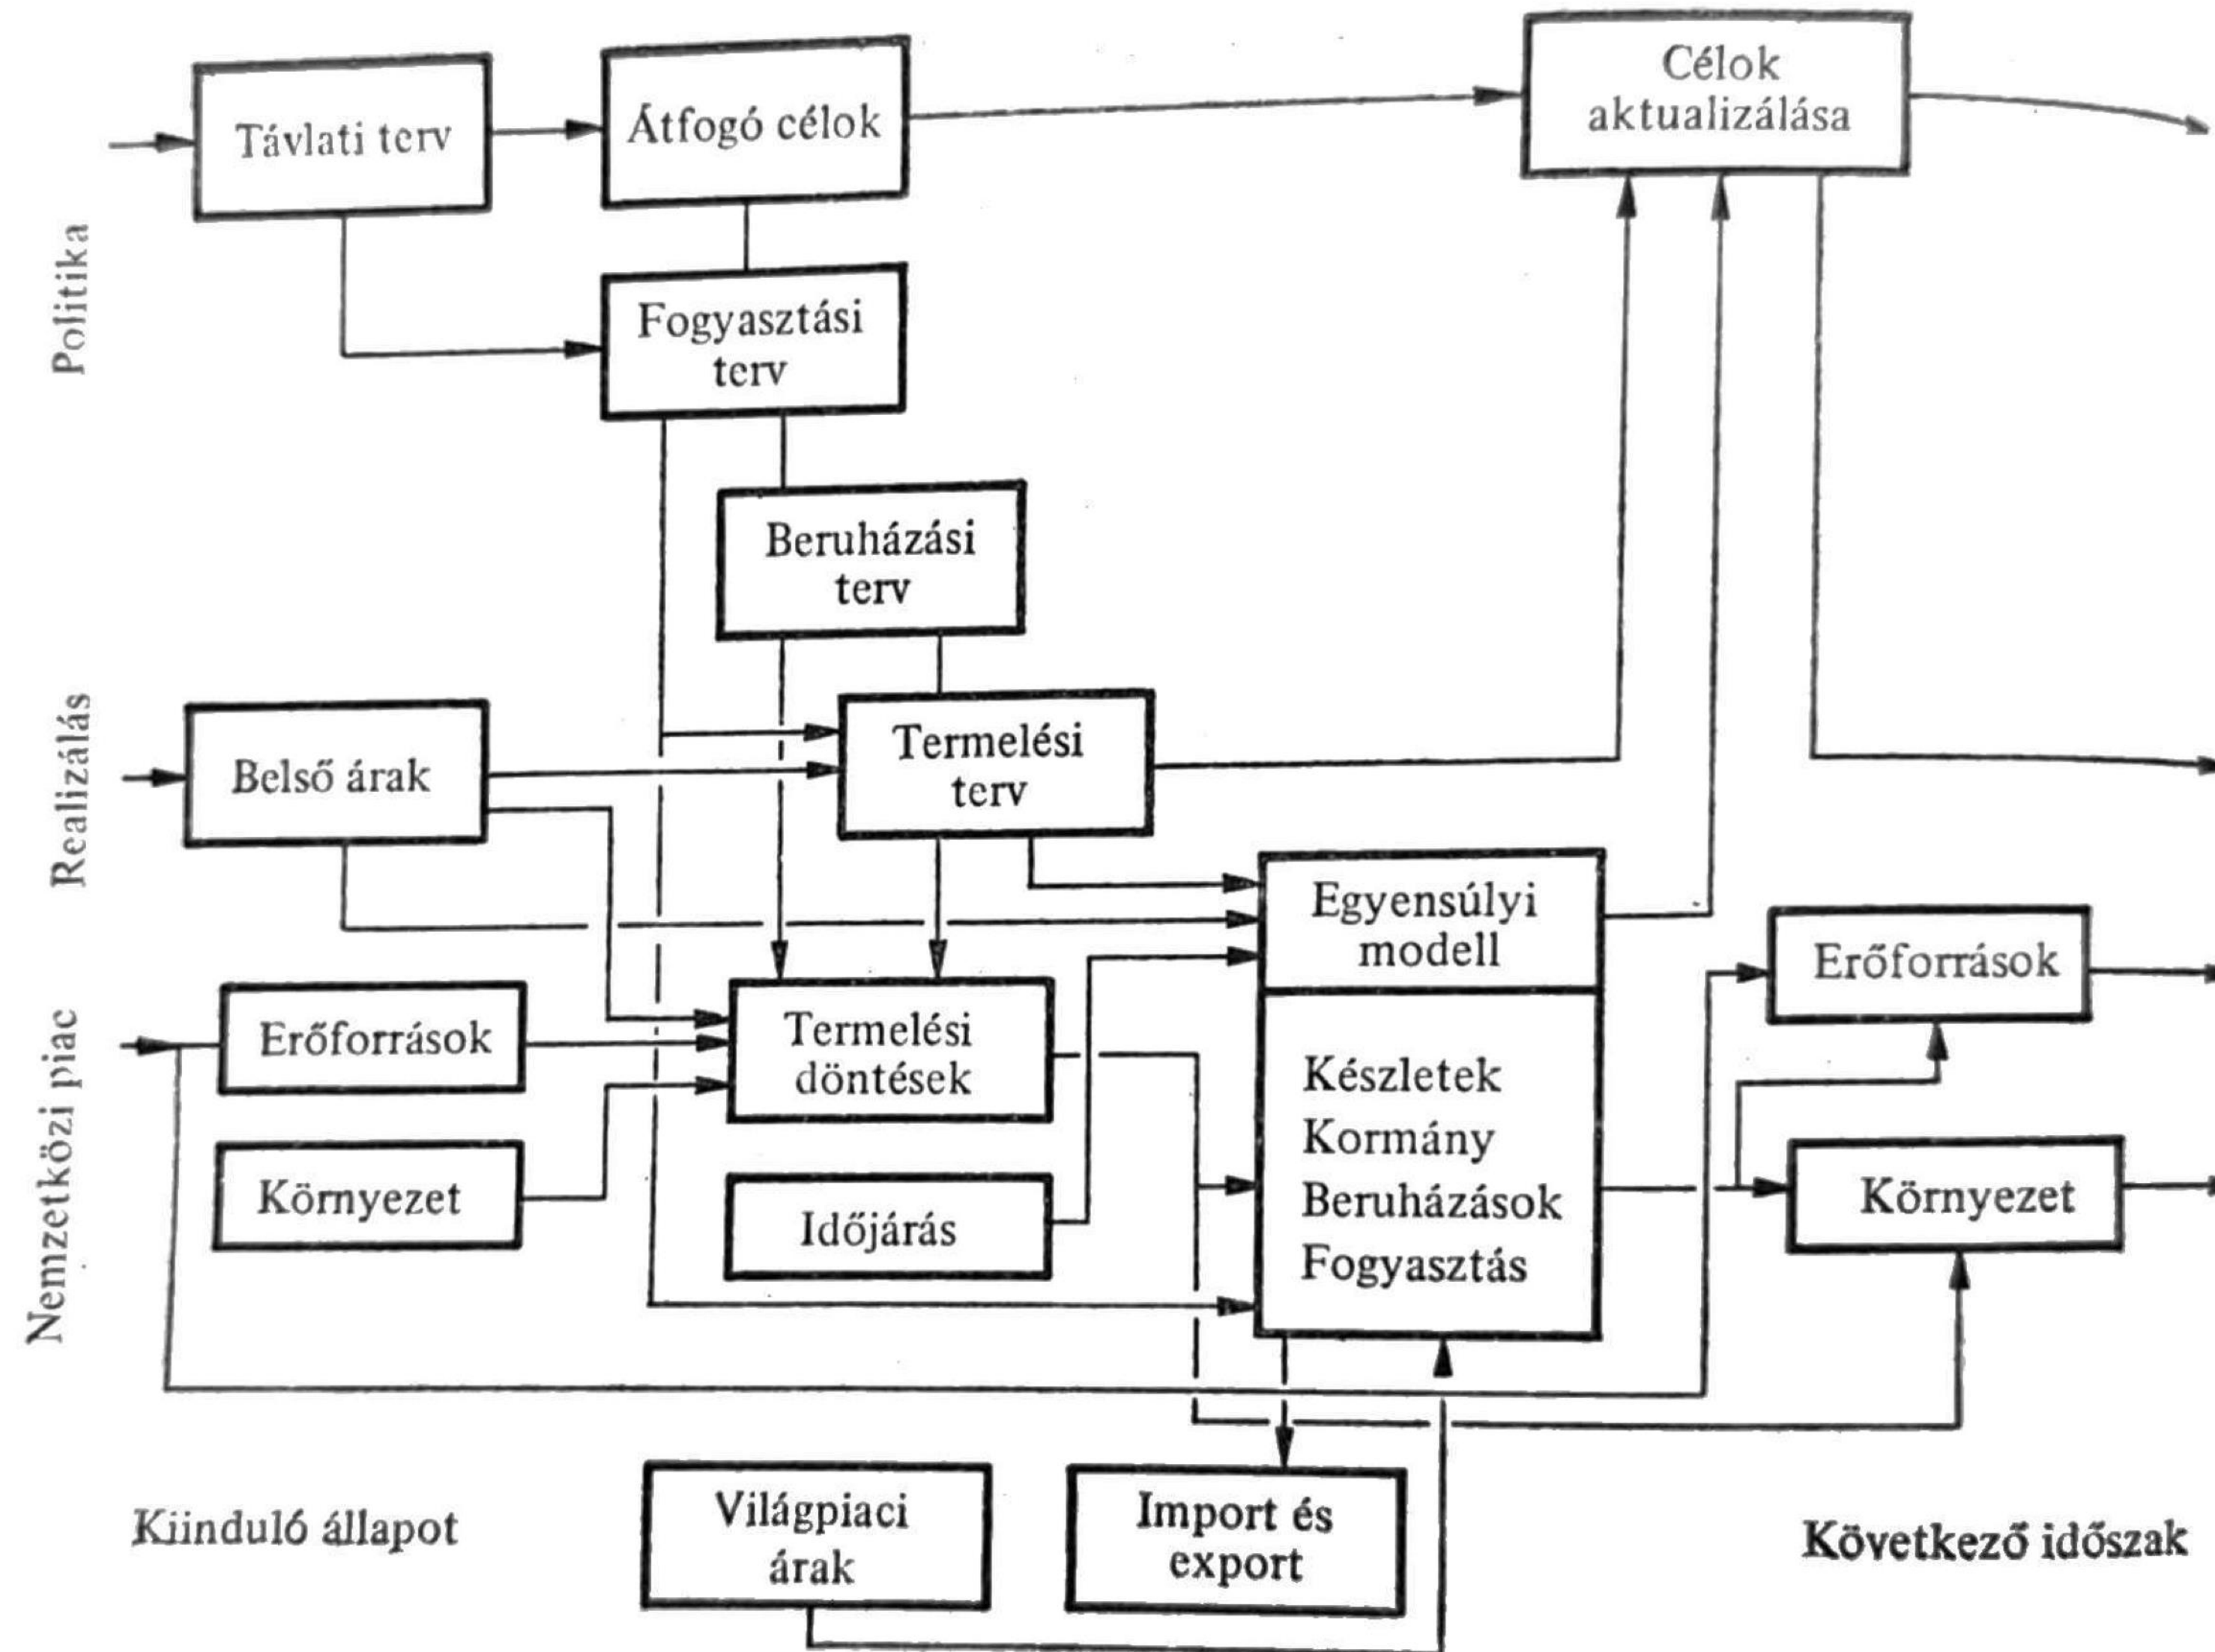 Célok
aktualizálása
Távlati terv
Átfogó célok
Politika
Fogyasztási
terv
Beruházási
terv
Realizálás
Belső árak
Termelési
terv
Egyensúlyi
modell
Erőforrások
Nemzetközi piac
Erőforrások
Termelési
döntések
Készletek
Kormány
Beruházások
Fogyasztás
Környezet
Időjárás
Környezet
Kiinduló állapot
Világpiaci
árak
Import és
export
Következő időszak